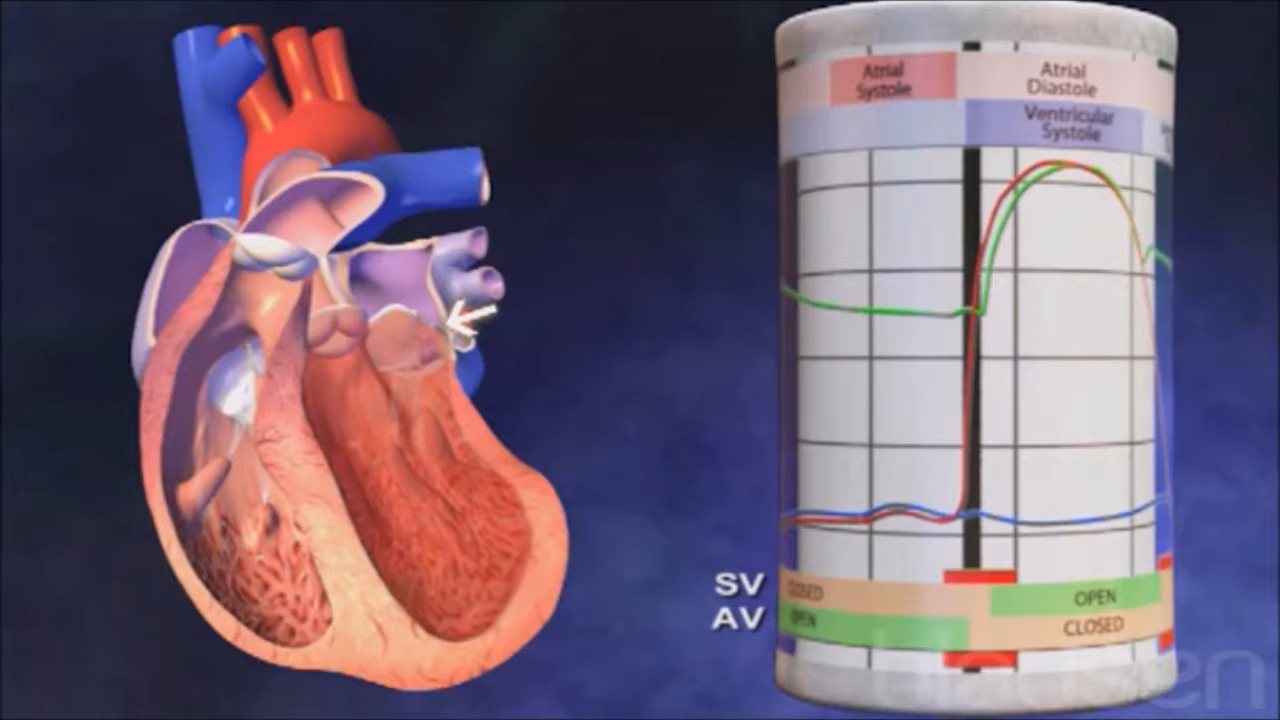 Atrial
Systole
Atrial
Diastole
Ventricular
Systole
SV
CLOSED
OPEN
AV
OPEN
CLOSED